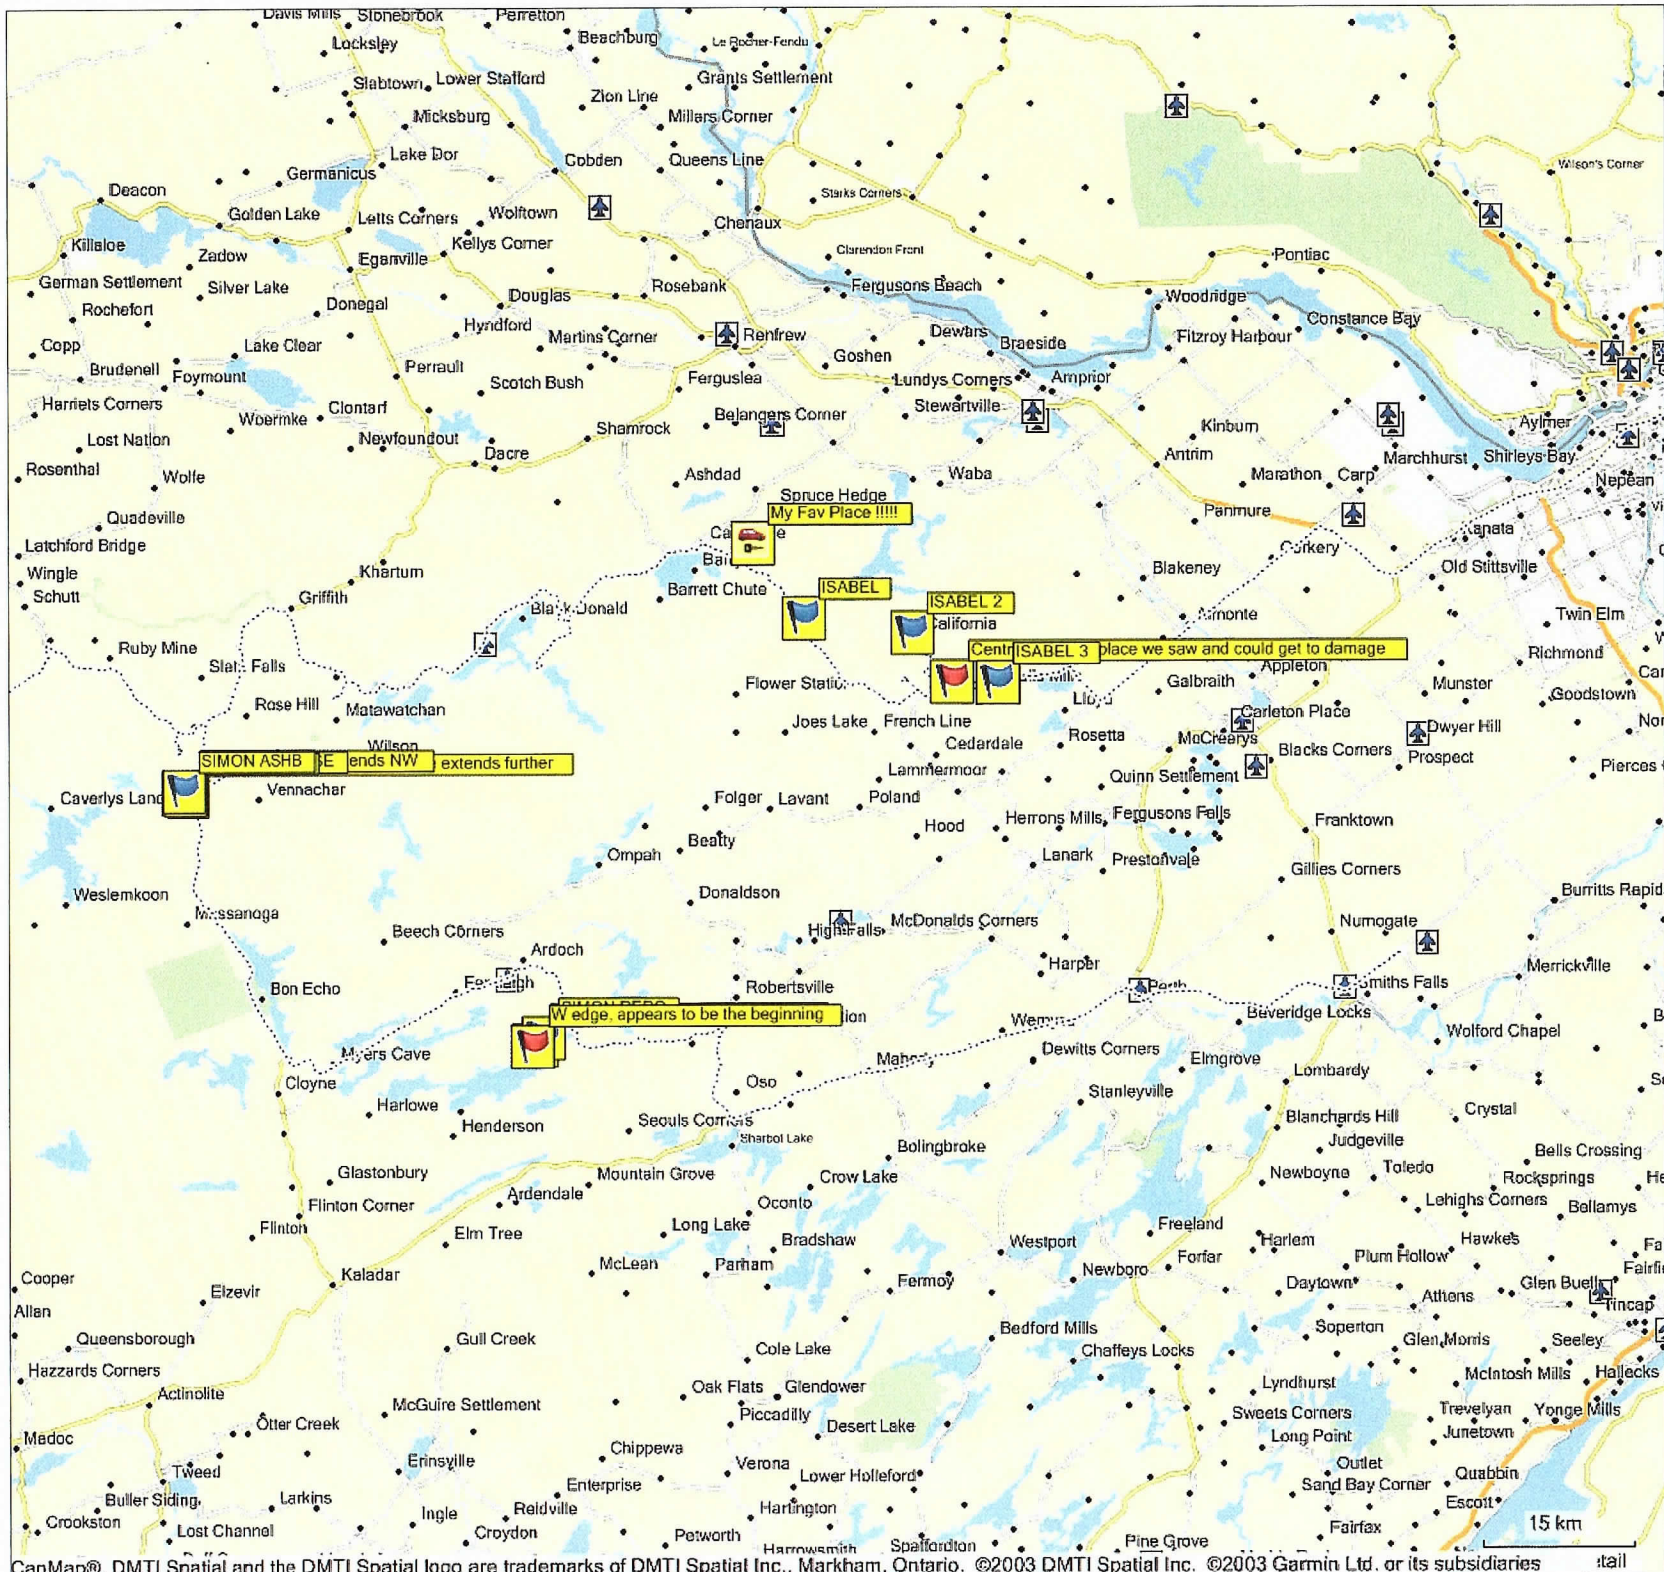 Davis Mills Stonebrook Perretton
Beachburg Le Rocher-Fendu
Locksley
Slabtown Lower Stafford Grants Settlement
Zion Line
Micksburg Millars Corner
Lake Dor Cobden Queens Line Wilson's Corner
Germanicus
Deacon Starks Corners
Golden Lake Letts Corners Wolftown Chenaux
Killaloe Kellys Corner Clarendon Front
Zadow Eganville Pontiac
German Settlement Silver Lake Rosebank Fergusons Beach
Rochefort Donegal Douglas Woodridge
Hyndford Martins Corner Renfrew Dewars Constance Bay
Copp Lake Clear Goshen Braeside Fitzroy Harbour
Brudenell Foymount Perrault Scotch Bush Ferguslea Lundys Corners Arnprior
Harriets Corners Clontarf Belangers Corner Stewartville
Woermke Kinburn Aylmer
Lost Nation Newfoundout Shamrock
Rosenthal Wolfe Dacre Ashdad Waba Antrim Marathon Carp Marchhurst Shirleys Bay
Spruce Hedge Nepean
Quadeville My Fav Place !!!!! Panmure
Latchford Bridge Kanata
Wingle Khartum Barrett Chute Blakeney Corkery Old Stittsville
Schutt Griffith ISABEL
Black Donald ISABEL 2 Almonte Twin Elm
California
Ruby Mine ISABEL 3 place we saw and could get to damage
Slate Falls Flower Station Galbraith Appleton Richmond
Rose Hill Matawatchan Munster Goodstown
Joes Lake French Line Carleton Place
Wilson Cedardale Rosetta McCrearys Dwyer Hill
SIMON ASHB SE ends NW extends further
Lammermoor Quinn Settlement Blacks Corners Prospect
Caverlys Land Vennachar Folger Lavant Poland
Hood Herrons Mills Fergusons Falls Franktown
Beatty
Ompah Lanark Prestonvale Gillies Corners
Weslemkoon Donaldson
Massanoga McDonalds Corners Numogate
Beech Corners High Falls
Ardoch Harper Merrickville
Bon Echo Fernleigh Robertsville Perth Smiths Falls
W edge, appears to be the beginning
Beveridge Locks Wolford Chapel
Myers Cave Dewitts Corners
Cloyne Elmgrove
Oso Lombardy
Harlowe Stanleyville
Henderson Seouls Corners Blanchards Hill Crystal
Sharbot Lake Bolingbroke Judgeville
Glastonbury Mountain Grove Crow Lake Newboyne Toledo Bells Crossing
Ardendale Rocksprings
Flinton Corner Oconto Lehighs Corners
Flinton Elm Tree Long Lake Freeland Bellamys
Bradshaw Westport Harlem Hawkes
McLean Parham Forfar Plum Hollow
Cooper Kaladar Fermoy Newboro Daytown Glen Buell
Elzevir Athens
Allan Tincap
Queensborough Gull Creek Bedford Mills Soperton
Cole Lake Chaffeys Locks Glen Morris Seeley
Hazzards Corners McIntosh Mills Hallecks
Actinolite Oak Flats Glendower Lyndhurst
McGuire Settlement Piccadilly Sweets Corners Trevelyan Yonge Mills
Otter Creek Desert Lake Long Point Junetown
Madoc Chippewa
Tweed Erinsville Verona Outlet
Enterprise Lower Holleford Sand Bay Corner Quabbin
Buller Siding Larkins Reidville Hartington Escott
Crookston Ingle
Lost Channel Croydon Petworth Fairfax 15 km
Harrowsmith Spaffordton Pine Grove
CanMap®, DMTI Spatial and the DMTI Spatial logo are trademarks of DMTI Spatial Inc., Markham, Ontario. ©2003 DMTI Spatial Inc. ©2003 Garmin Ltd. or its subsidiaries